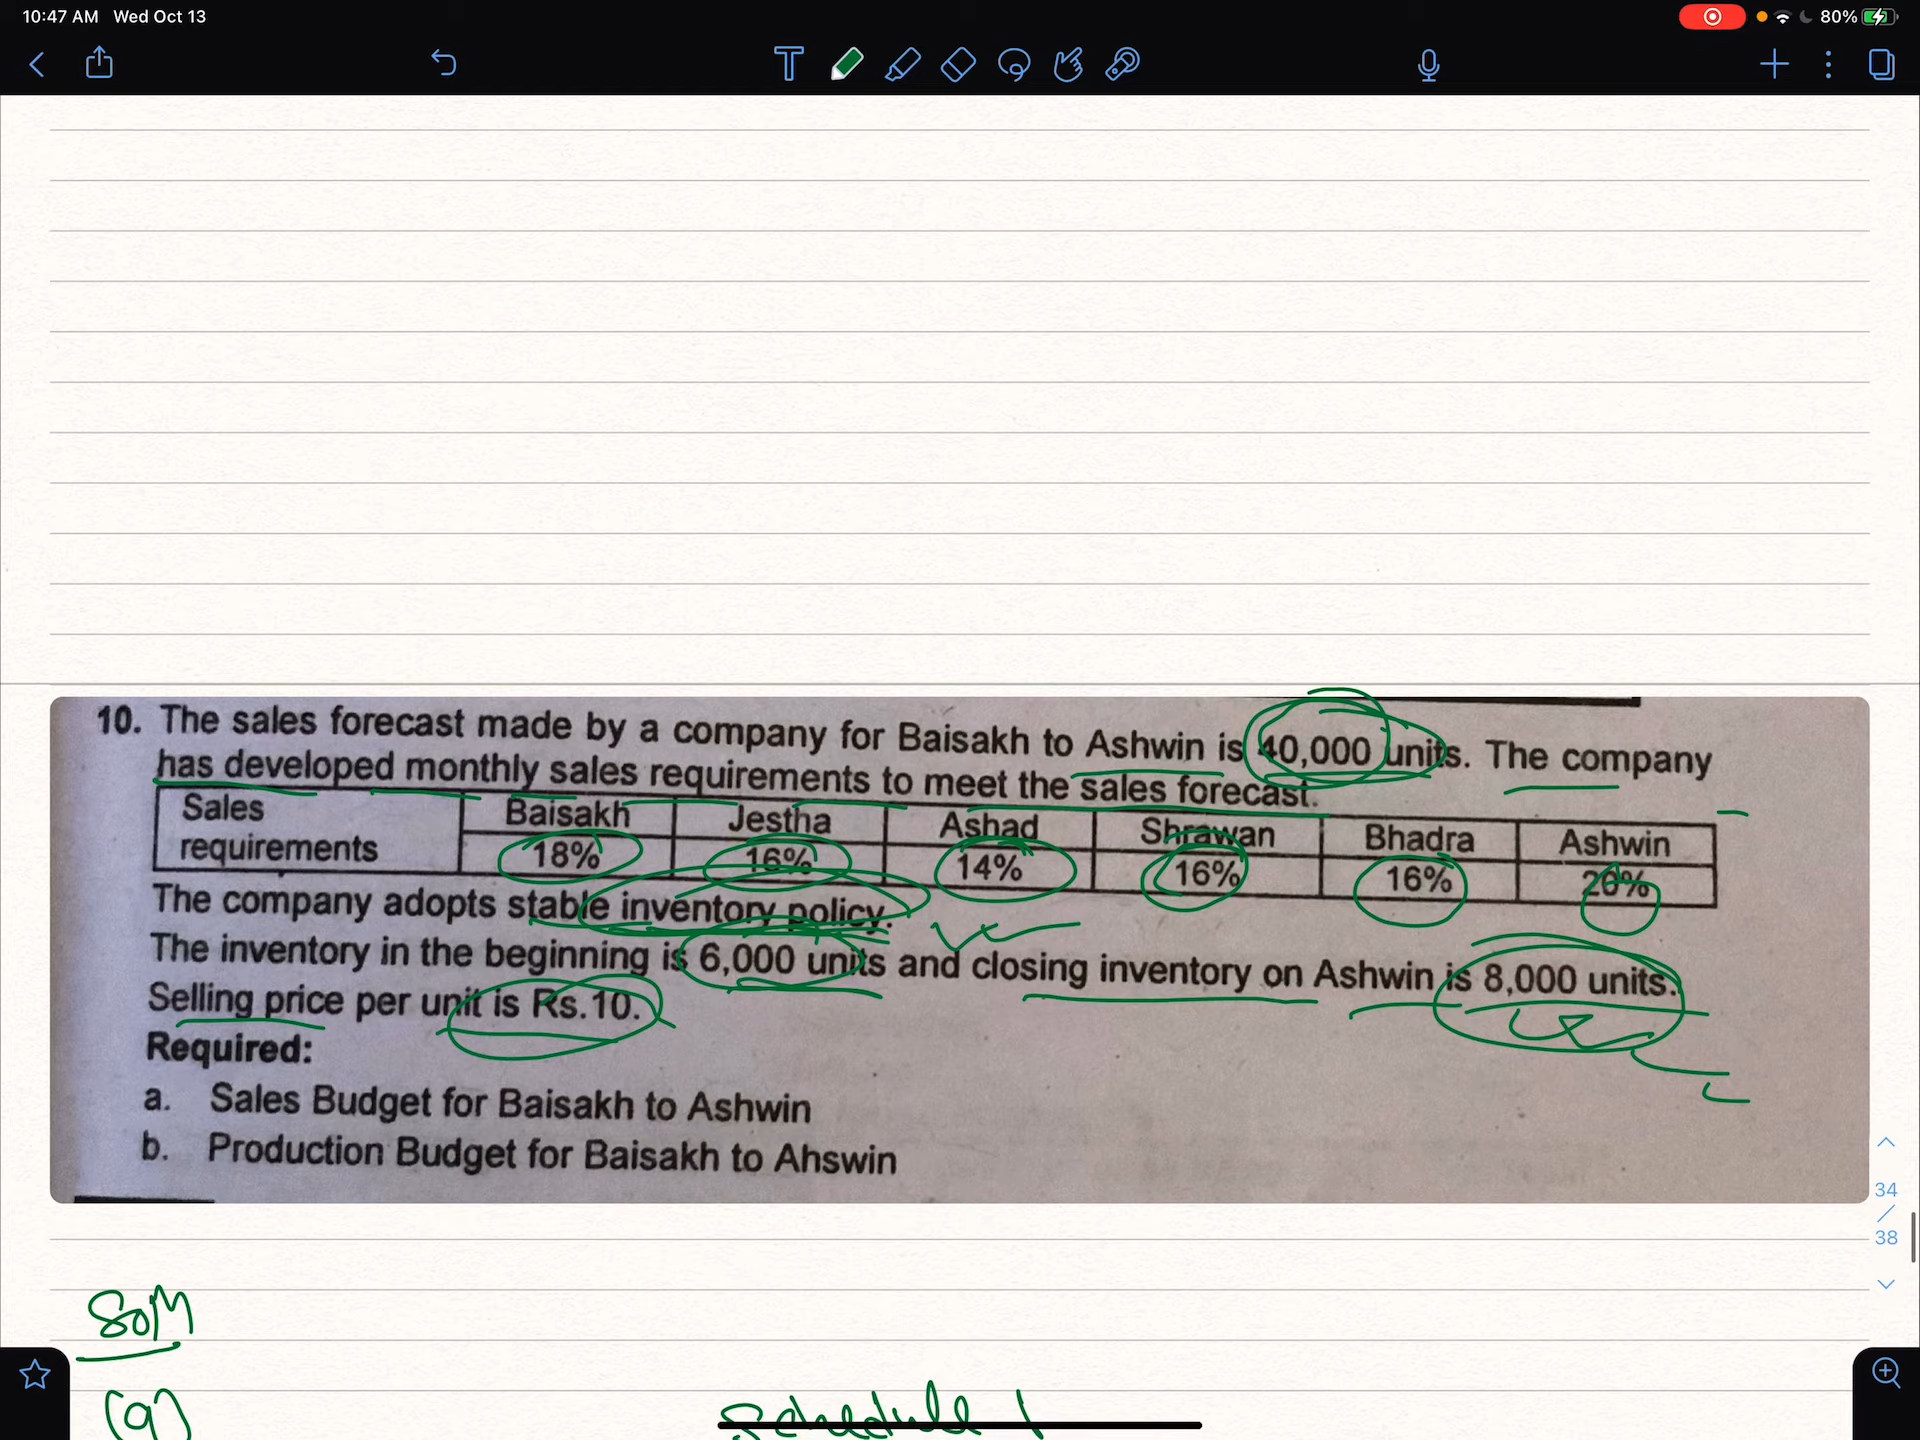 10:47 AM Wed Oct 13 80%
T
10. The sales forecast made by a company for Baisakh to Ashwin is 40,000 units. The company
has developed monthly sales requirements to meet the sales forecast.
Sales requirements Baisakh Jestha Ashad Shrawan Bhadra Ashwin
18% 16% 14% 16% 16% 20%
The company adopts stable inventory policy.
The inventory in the beginning is 6,000 units and closing inventory on Ashwin is 8,000 units.
Selling price per unit is Rs.10.
Required:
a. Sales Budget for Baisakh to Ashwin
b. Production Budget for Baisakh to Ahswin
34
/
38
Soln
(a)
Schedule 1